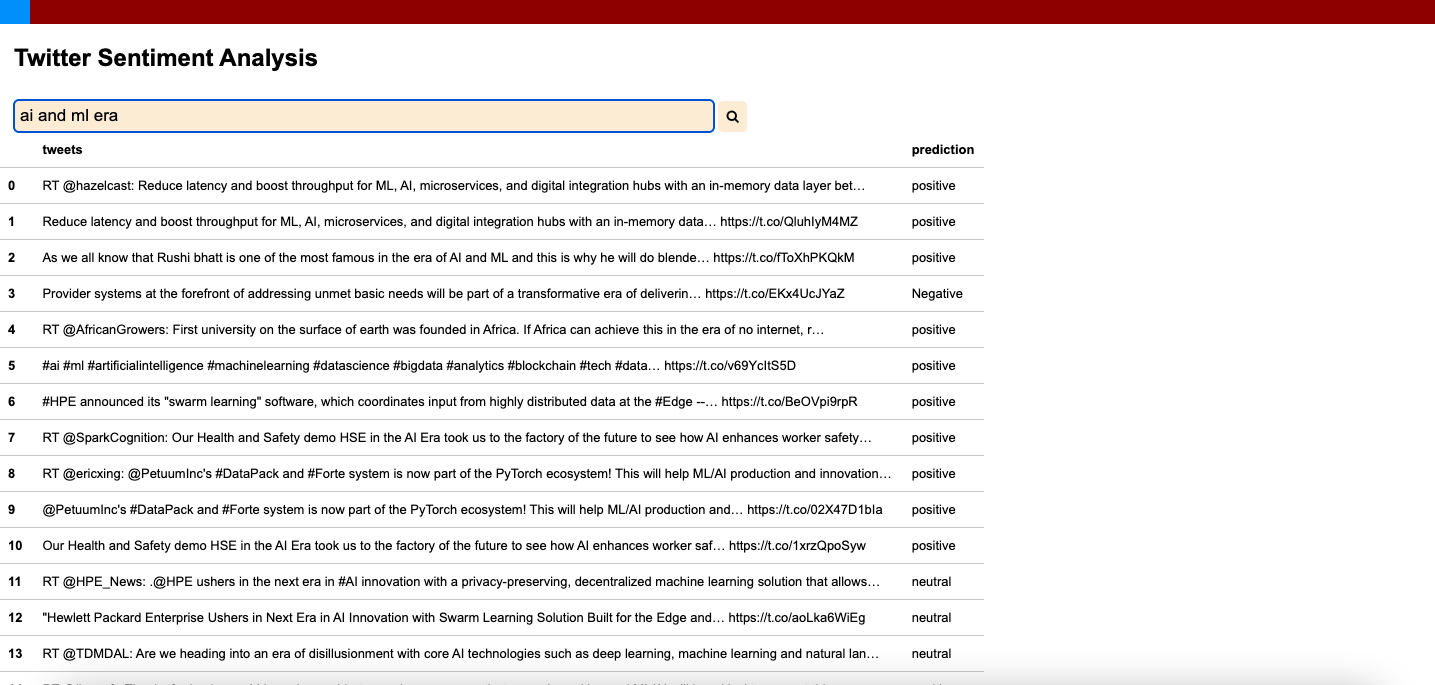 Twitter Sentiment Analysis
ai and ml era
tweets prediction
0 RT @hazelcast: Reduce latency and boost throughput for ML, AI, microservices, and digital integration hubs with an in-memory data layer bet… positive
1 Reduce latency and boost throughput for ML, AI, microservices, and digital integration hubs with an in-memory data… https://t.co/QluhIyM4MZ positive
2 As we all know that Rushi bhatt is one of the most famous in the era of AI and ML and this is why he will do blende… https://t.co/fToXhPKQkM positive
3 Provider systems at the forefront of addressing unmet basic needs will be part of a transformative era of deliverin… https://t.co/EKx4UcJYaZ Negative
4 RT @AfricanGrowers: First university on the surface of earth was founded in Africa. If Africa can achieve this in the era of no internet, r… positive
5 #ai #ml #artificialintelligence #machinelearning #datascience #bigdata #analytics #blockchain #tech #data… https://t.co/v69YcItS5D positive
6 #HPE announced its "swarm learning" software, which coordinates input from highly distributed data at the #Edge --… https://t.co/BeOVpi9rpR positive
7 RT @SparkCognition: Our Health and Safety demo HSE in the AI Era took us to the factory of the future to see how AI enhances worker safety… positive
8 RT @ericxing: @PetuumInc's #DataPack and #Forte system is now part of the PyTorch ecosystem! This will help ML/AI production and innovation… positive
9 @PetuumInc's #DataPack and #Forte system is now part of the PyTorch ecosystem! This will help ML/AI production and… https://t.co/02X47D1bIa positive
10 Our Health and Safety demo HSE in the AI Era took us to the factory of the future to see how AI enhances worker saf… https://t.co/1xrzQpoSyw positive
11 RT @HPE_News: .@HPE ushers in the next era in #AI innovation with a privacy-preserving, decentralized machine learning solution that allows… neutral
12 "Hewlett Packard Enterprise Ushers in Next Era in AI Innovation with Swarm Learning Solution Built for the Edge and… https://t.co/aoLka6WiEg neutral
13 RT @TDMDAL: Are we heading into an era of disillusionment with core AI technologies such as deep learning, machine learning and natural lan… neutral